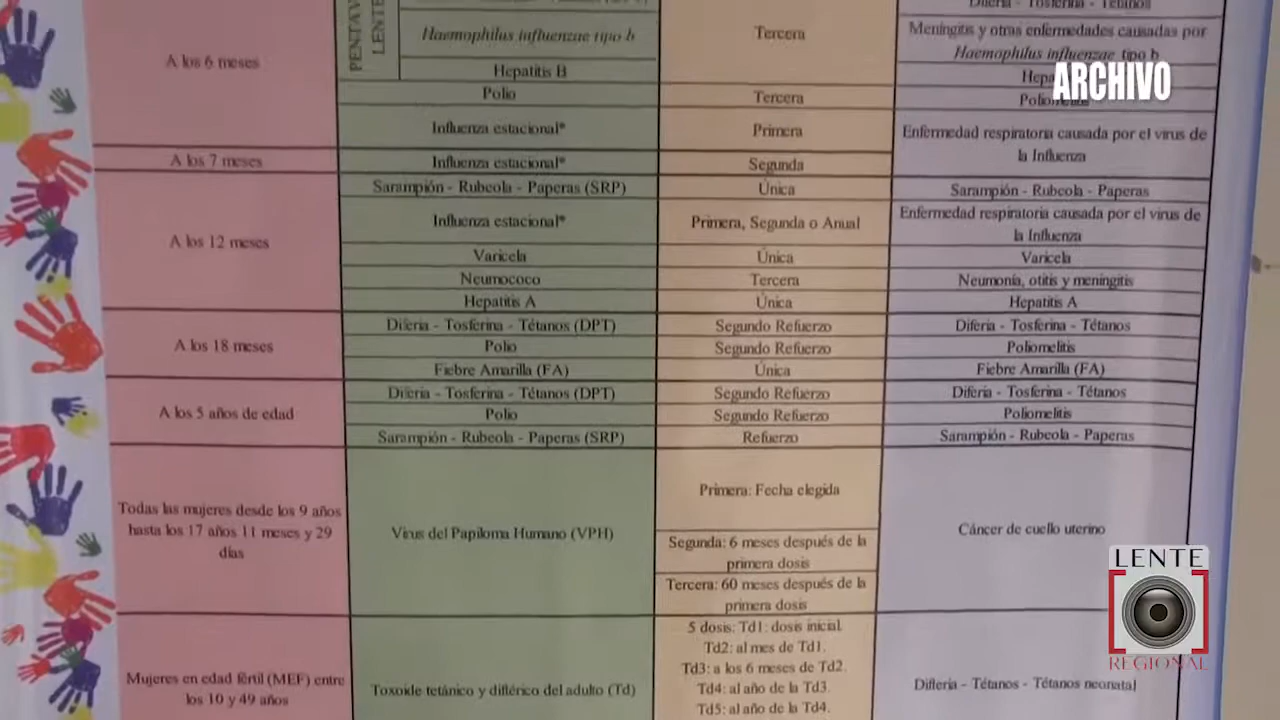 PENTAVA
LENTE
Difteria - Tosferina - Tétanos
A los 6 meses
Haemophilus influenzae tipo b
Tercera
Meningitis y otras enfermedades causadas por
Haemophilus influenzae tipo b
Hepatitis B
ARCHIVO
Polio
Tercera
Influenza estacional*
Primera
Enfermedad respiratoria causada por el virus de
la Influenza
A los 7 meses
Influenza estacional*
Segunda
Sarampión - Rubeola - Paperas (SRP)
Única
Sarampión - Rubeola - Paperas
A los 12 meses
Influenza estacional*
Primera, Segunda o Anual
Enfermedad respiratoria causada por el virus de
la Influenza
Varicela
Única
Varicela
Neumococo
Tercera
Neumonía, otitis y meningitis
Hepatitis A
Única
Hepatitis A
A los 18 meses
Difteria - Tosferina - Tétanos (DPT)
Segundo Refuerzo
Difteria - Tosferina - Tétanos
Polio
Segundo Refuerzo
Poliomelitis
Fiebre Amarilla (FA)
Única
Fiebre Amarilla (FA)
A los 5 años de edad
Difteria - Tosferina - Tétanos (DPT)
Segundo Refuerzo
Difteria - Tosferina - Tétanos
Polio
Segundo Refuerzo
Poliomelitis
Sarampión - Rubeola - Paperas (SRP)
Refuerzo
Sarampión - Rubeola - Paperas
Todas las mujeres desde los 9 años
hasta los 17 años 11 meses y 29
días
Virus del Papiloma Humano (VPH)
Primera: Fecha elegida
Segunda: 6 meses después de la
primera dosis
Tercera: 60 meses después de la
primera dosis
Cáncer de cuello uterino
LENTE
REGIONAL
Mujeres en edad fértil (MEF) entre
los 10 y 49 años
Toxoide tetánico y diftérico del adulto (Td)
5 dosis: Td1: dosis inicial.
Td2: al mes de Td1.
Td3: a los 6 meses de Td2.
Td4: al año de la Td3.
Td5: al año de la Td4.
Difteria - Tétanos - Tétanos neonatal